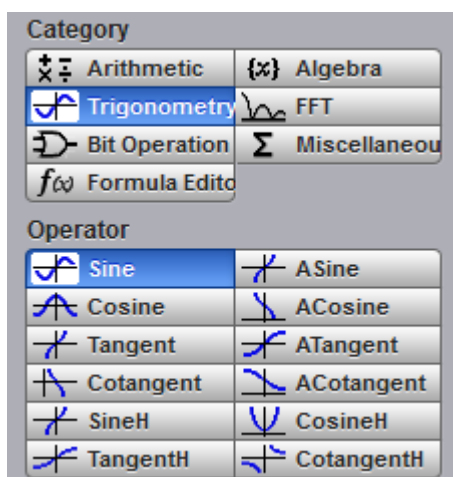 Category
Arithmetic {x} Algebra
Trigonometry FFT
Bit Operation Σ Miscellaneou
f(x) Formula Edito
Operator
Sine ASine
Cosine ACosine
Tangent ATangent
Cotangent ACotangent
SineH CosineH
TangentH CotangentH